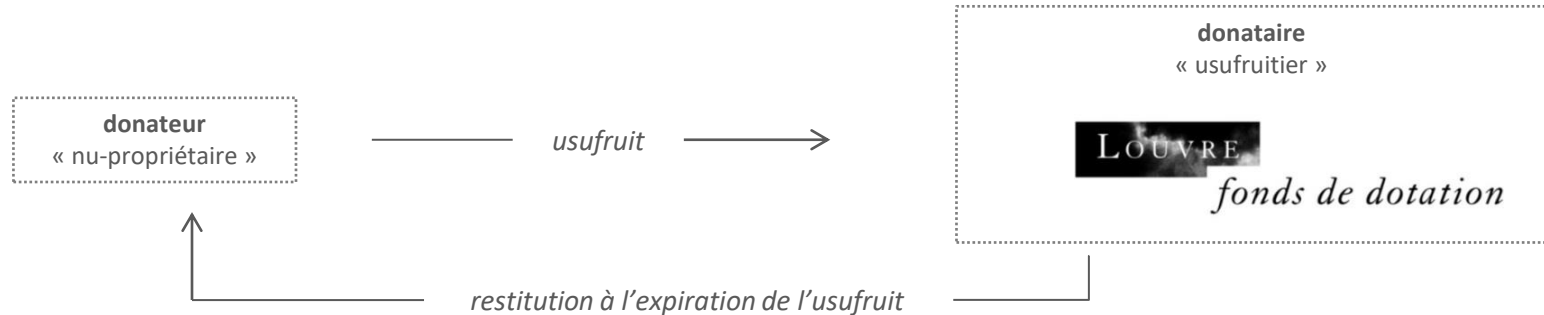 donataire
« usufruitier »
donateur
« nu-propriétaire »
usufruit
LOUVRE
fonds de dotation
restitution à l’expiration de l’usufruit